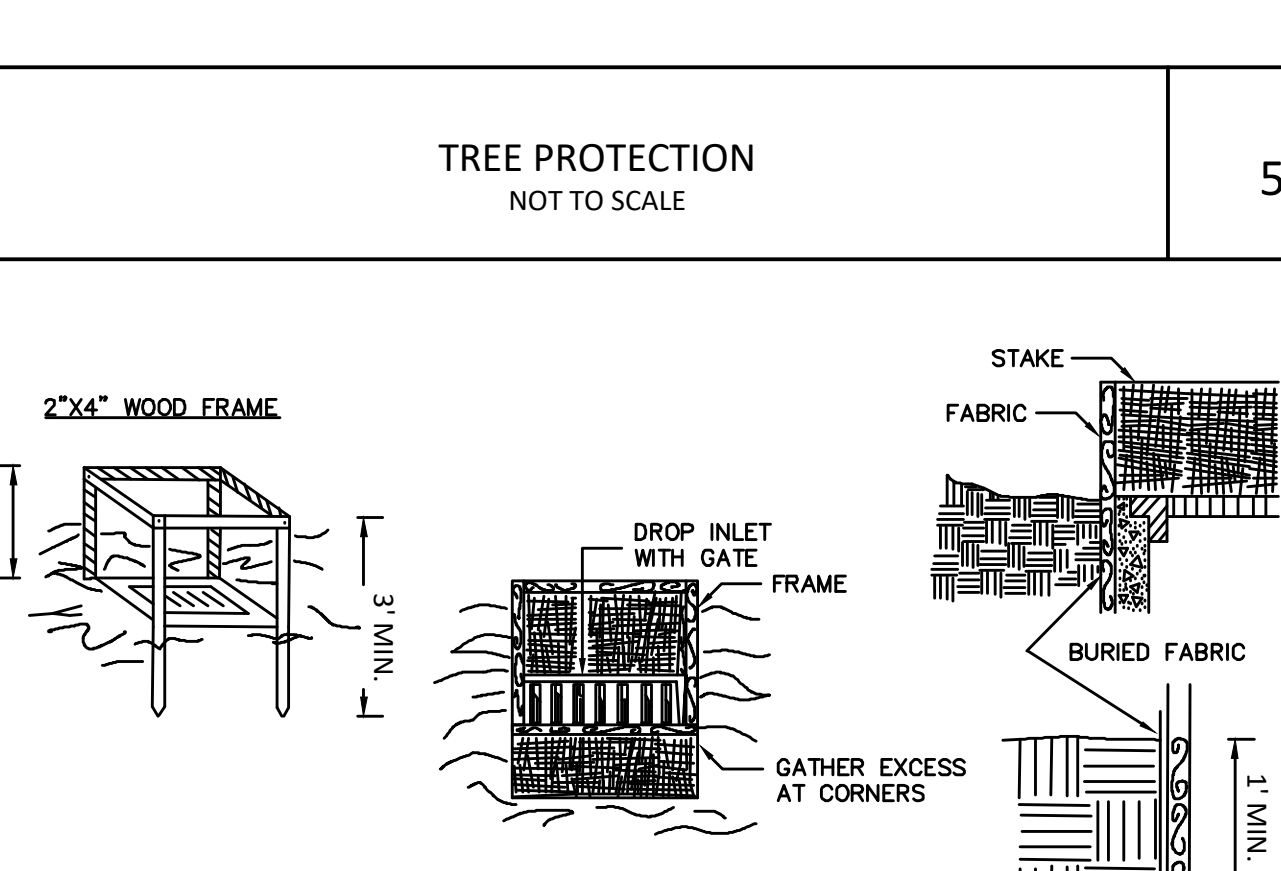 TREE PROTECTION
NOT TO SCALE
5
2"X4" WOOD FRAME
3' MIN.
DROP INLET
WITH GATE
FRAME
GATHER EXCESS
AT CORNERS
STAKE
FABRIC
BURIED FABRIC
1' MIN.